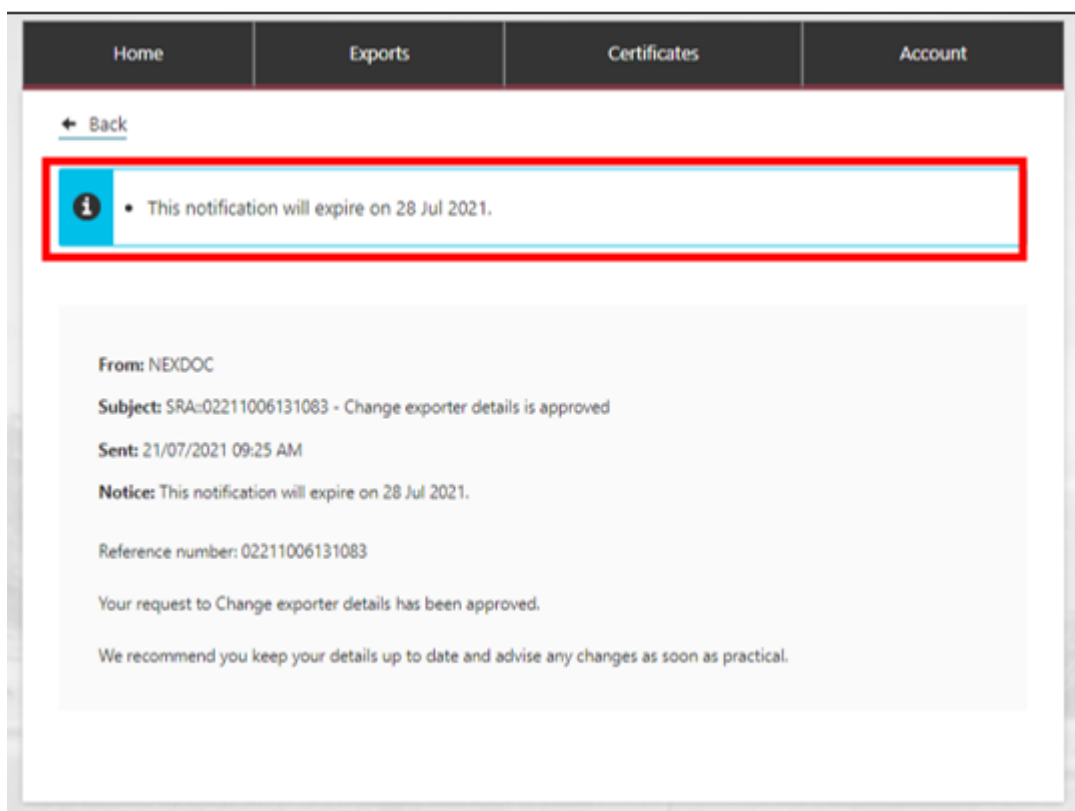 Home Exports Certificates Account
Back
• This notification will expire on 28 Jul 2021.
From: NEXDOC
Subject: SRA::02211006131083 - Change exporter details is approved
Sent: 21/07/2021 09:25 AM
Notice: This notification will expire on 28 Jul 2021.
Reference number: 02211006131083
Your request to Change exporter details has been approved.
We recommend you keep your details up to date and advise any changes as soon as practical.